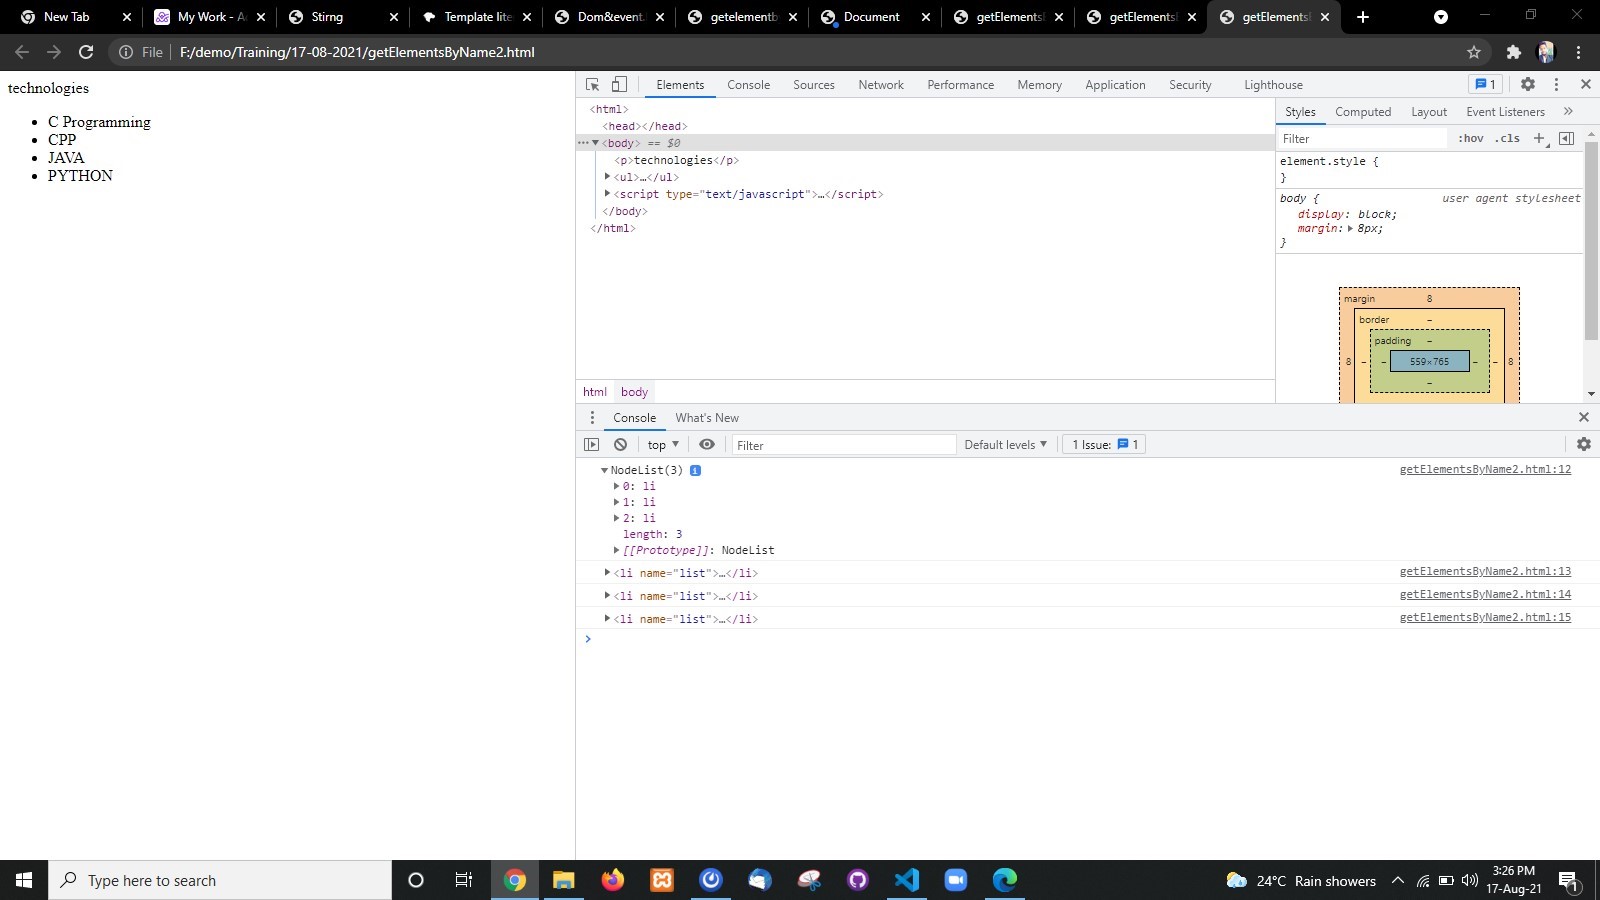 New Tab
My Work - A
Stirng
Template lite
Dom&event.
getelementb
Document
getElements
getElements
getElements
File
F:/demo/Training/17-08-2021/getElementsByName2.html
technologies
C Programming
CPP
JAVA
PYTHON
Elements Console Sources Network Performance Memory Application Security Lighthouse
1
<html>
<head></head>
<body> == $0
<p>technologies</p>
<ul>…</ul>
<script type="text/javascript">…</script>
</body>
</html>
html body
Styles Computed Layout Event Listeners »
Filter :hov .cls +
element.style {
}
body { user agent stylesheet
display: block;
margin: 8px;
}
margin 8
border –
padding –
8 – – 559×765 – – 8
–
Console What's New
top Filter Default levels 1 Issue: 1
NodeList(3) i getElementsByName2.html:12
0: li
1: li
2: li
length: 3
[[Prototype]]: NodeList
<li name="list">…</li> getElementsByName2.html:13
<li name="list">…</li> getElementsByName2.html:14
<li name="list">…</li> getElementsByName2.html:15
>
Type here to search
24°C Rain showers
3:26 PM
17-Aug-21
1